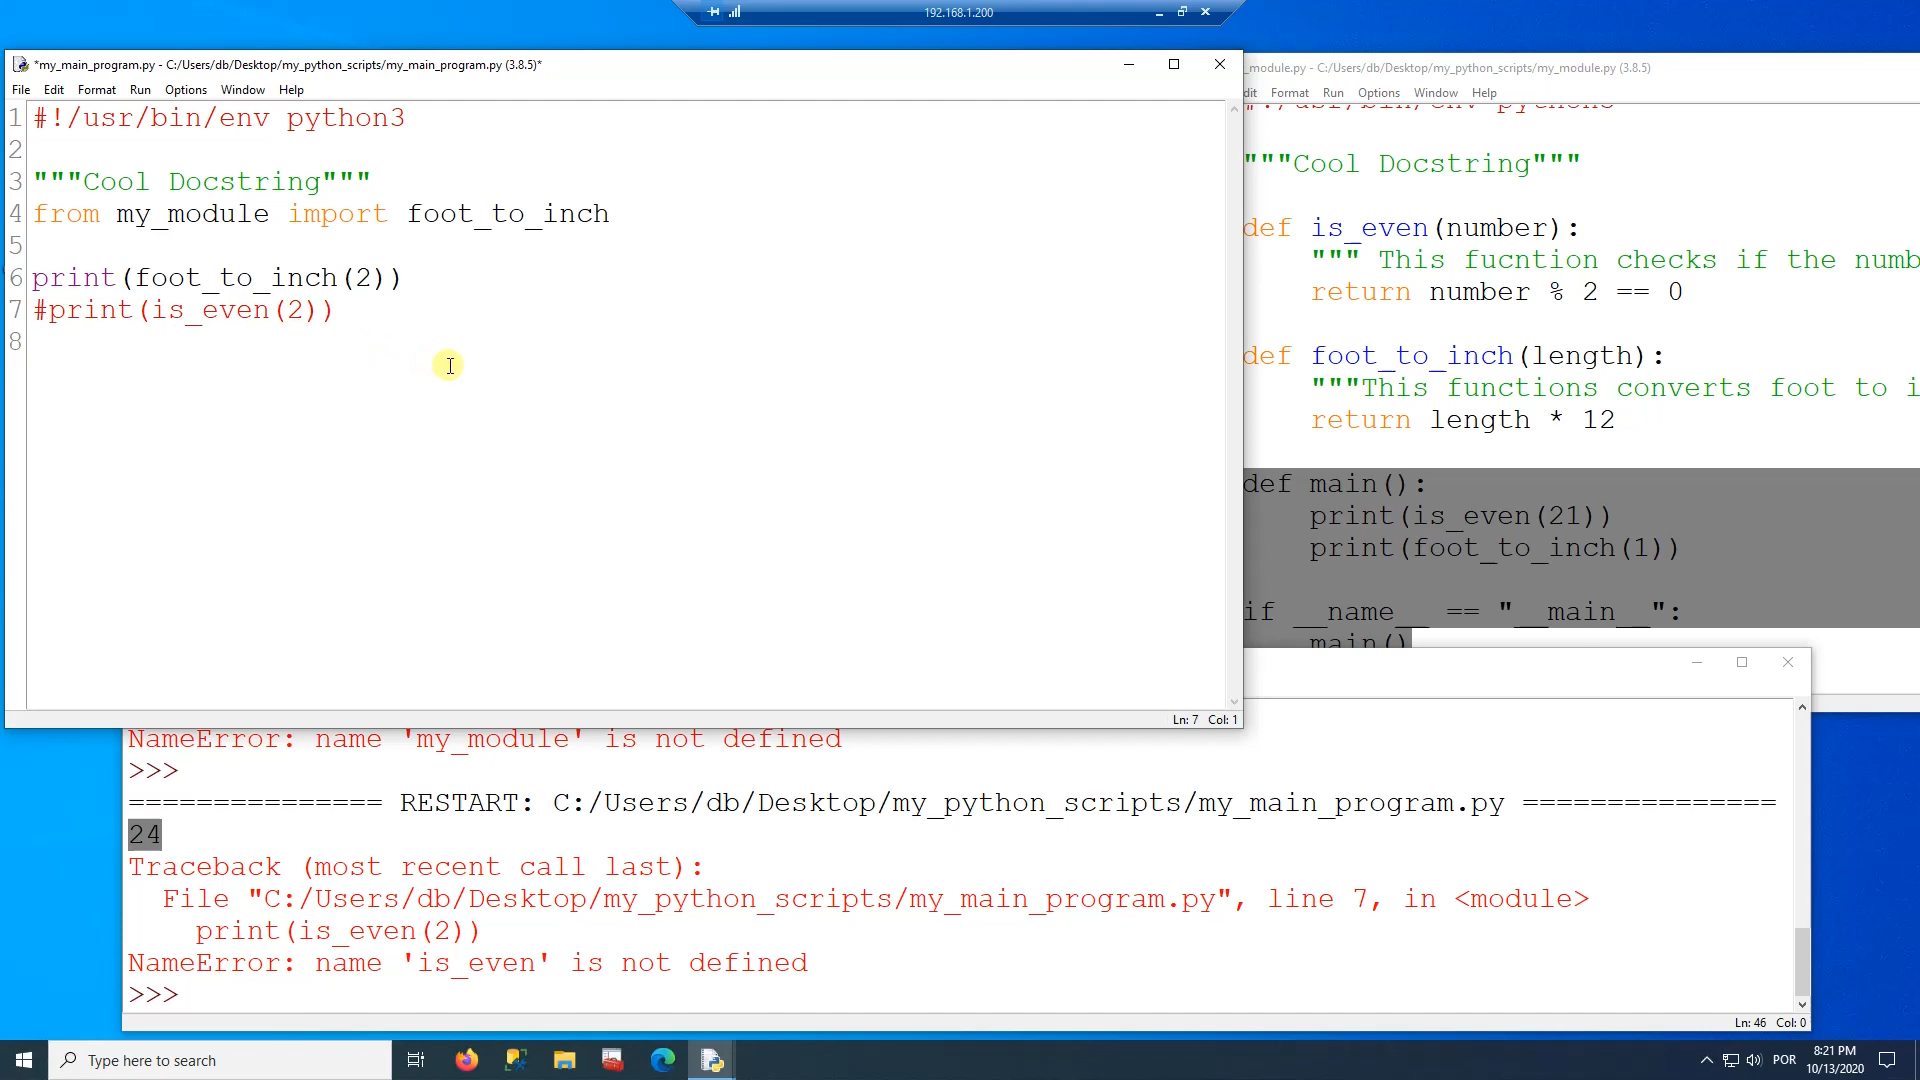 192.168.1.200
*my_main_program.py - C:/Users/db/Desktop/my_python_scripts/my_main_program.py (3.8.5)*
File Edit Format Run Options Window Help
1 #!/usr/bin/env python3
2
3 """Cool Docstring"""
4 from my_module import foot_to_inch
5
6 print(foot_to_inch(2))
7 #print(is_even(2))
8
Ln: 7 Col: 1
_module.py - C:/Users/db/Desktop/my_python_scripts/my_module.py (3.8.5)
dit Format Run Options Window Help
#!/usr/bin/env python3
"""Cool Docstring"""
def is_even(number):
""" This fucntion checks if the numb
return number % 2 == 0
def foot_to_inch(length):
"""This functions converts foot to i
return length * 12
def main():
print(is_even(21))
print(foot_to_inch(1))
if __name__ == "__main__":
main()
NameError: name 'my_module' is not defined
>>>
=============== RESTART: C:/Users/db/Desktop/my_python_scripts/my_main_program.py ===============
24
Traceback (most recent call last):
File "C:/Users/db/Desktop/my_python_scripts/my_main_program.py", line 7, in <module>
print(is_even(2))
NameError: name 'is_even' is not defined
>>>
Ln: 46 Col: 0
Type here to search
POR
8:21 PM
10/13/2020